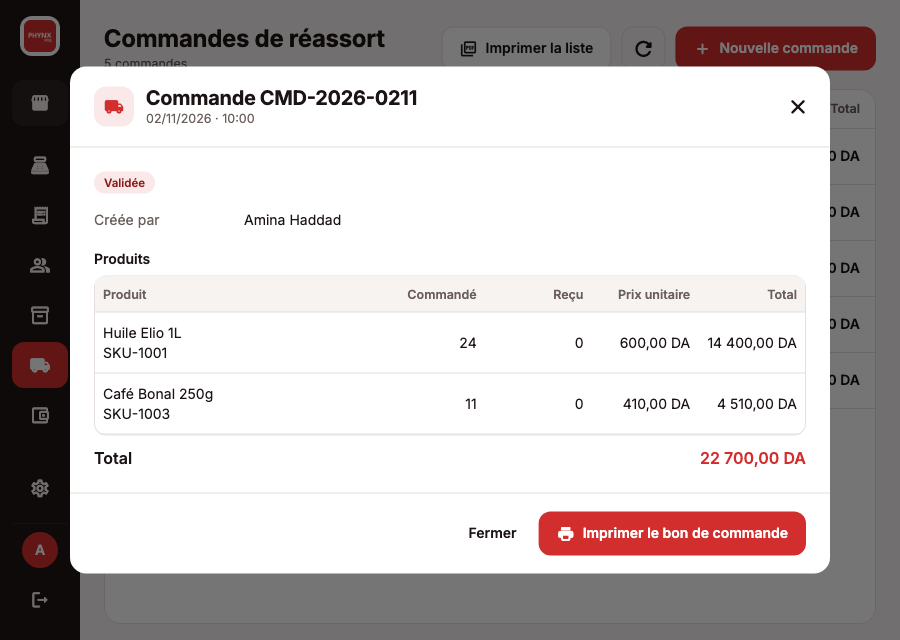 PHYNX
Commandes de réassort
5 commandes
PDF
Imprimer la liste
+ Nouvelle commande
Total
0 DA
0 DA
0 DA
0 DA
0 DA
Commande CMD-2026-0211
02/11/2026 · 10:00
Validée
Créée par
Amina Haddad
Produits
Produit Commandé Reçu Prix unitaire Total
Huile Elio 1L
SKU-1001
24 0 600,00 DA 14 400,00 DA
Café Bonal 250g
SKU-1003
11 0 410,00 DA 4 510,00 DA
Total 22 700,00 DA
Fermer
Imprimer le bon de commande
A